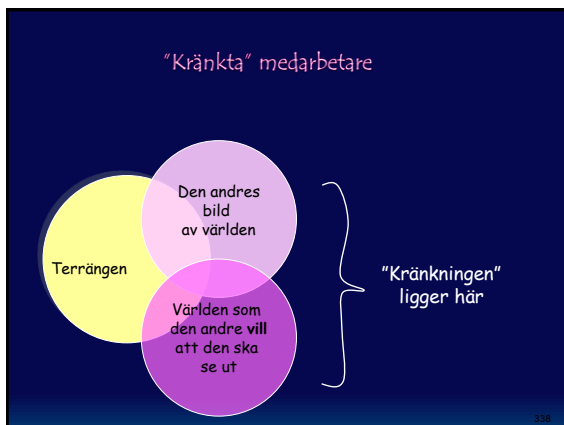 "Kränkta" medarbetare
Den andres
bild
av världen
Terrängen
"Kränkningen"
ligger här
Världen som
den andre vill
att den ska
se ut
338